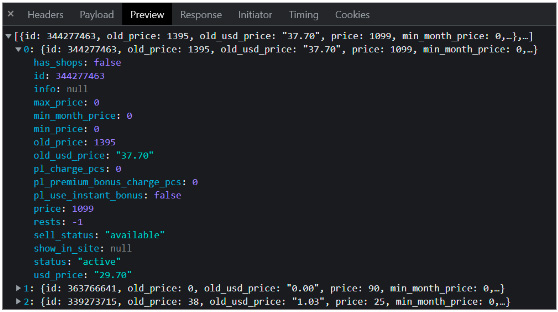 × Headers Payload Preview Response Initiator Timing Cookies
▼[{id: 344277463, old_price: 1395, old_usd_price: "37.70", price: 1099, min_month_price: 0,…},…]
▼0: {id: 344277463, old_price: 1395, old_usd_price: "37.70", price: 1099, min_month_price: 0,…}
has_shops: false
id: 344277463
info: null
max_price: 0
min_month_price: 0
min_price: 0
old_price: 1395
old_usd_price: "37.70"
pl_charge_pcs: 0
pl_premium_bonus_charge_pcs: 0
pl_use_instant_bonus: false
price: 1099
rests: -1
sell_status: "available"
show_in_site: null
status: "active"
usd_price: "29.70"
▶1: {id: 363766641, old_price: 0, old_usd_price: "0.00", price: 90, min_month_price: 0,…}
▶2: {id: 339273715, old_price: 38, old_usd_price: "1.03", price: 25, min_month_price: 0,…}